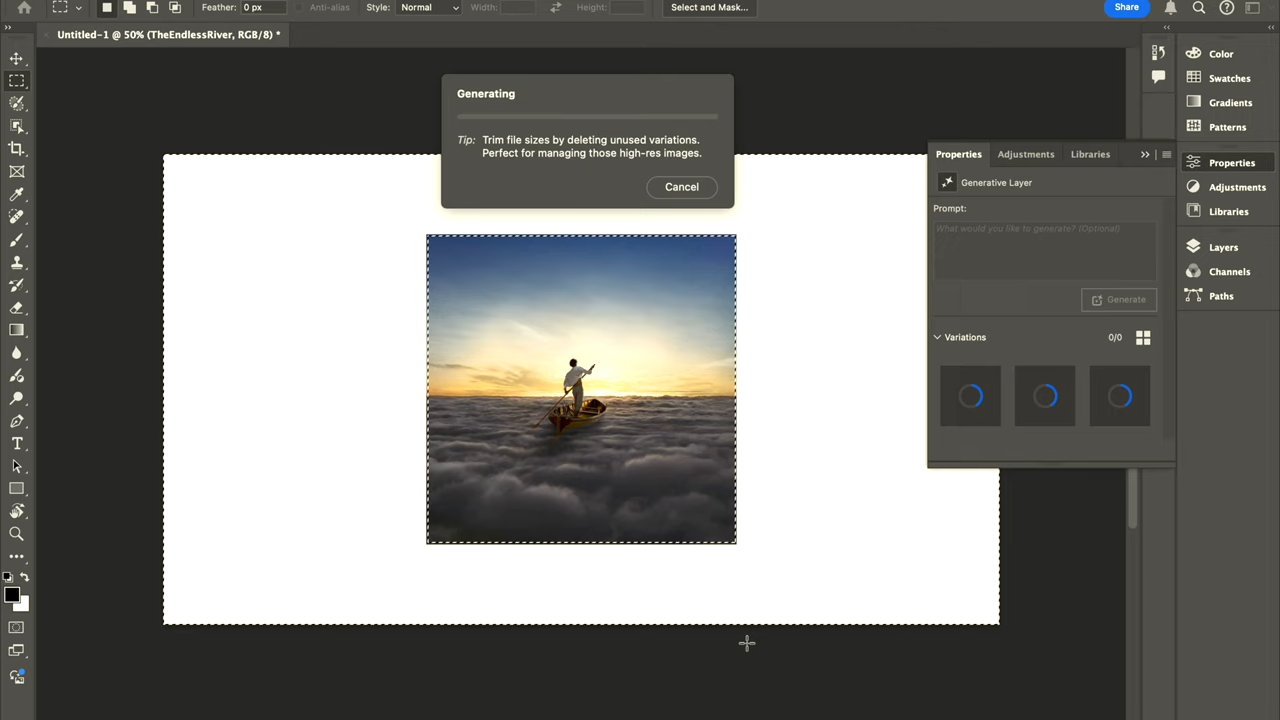 Feather: 0 px
Anti-alias
Style: Normal
Width:
Height:
Select and Mask...
Share
Untitled-1 @ 50% (TheEndlessRiver, RGB/8) *
Generating
Tip: Trim file sizes by deleting unused variations.
Perfect for managing those high-res images.
Cancel
Properties
Adjustments
Libraries
Generative Layer
Prompt:
What would you like to generate? (Optional)
Generate
Variations
0/0
Color
Swatches
Gradients
Patterns
Properties
Adjustments
Libraries
Layers
Channels
Paths